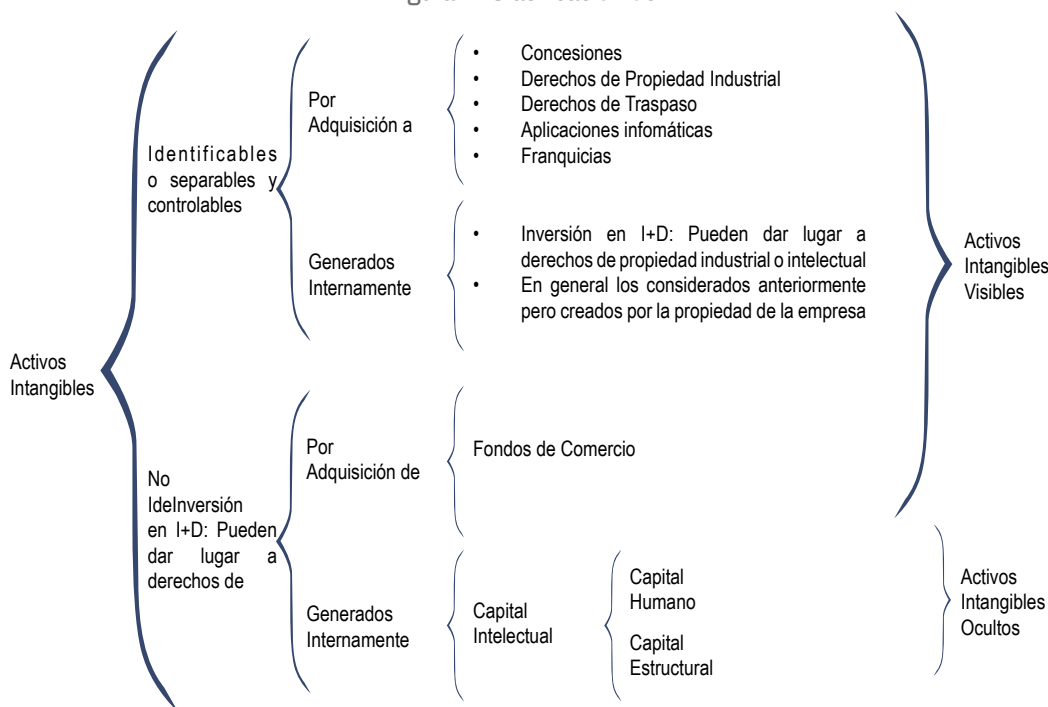 Activos
Intangibles
Identificables
o separables y
controlables
Por
Adquisición a
• Concesiones
• Derechos de Propiedad Industrial
• Derechos de Traspaso
• Aplicaciones infomáticas
• Franquicias
Generados
Internamente
• Inversión en I+D: Pueden dar lugar a
derechos de propiedad industrial o intelectual
• En general los considerados anteriormente
pero creados por la propiedad de la empresa
Activos
Intangibles
Visibles
No
IdeInversión
en I+D: Pueden
dar lugar a
derechos de
Por
Adquisición de
Fondos de Comercio
Generados
Internamente
Capital
Intelectual
Capital
Humano
Capital
Estructural
Activos
Intangibles
Ocultos